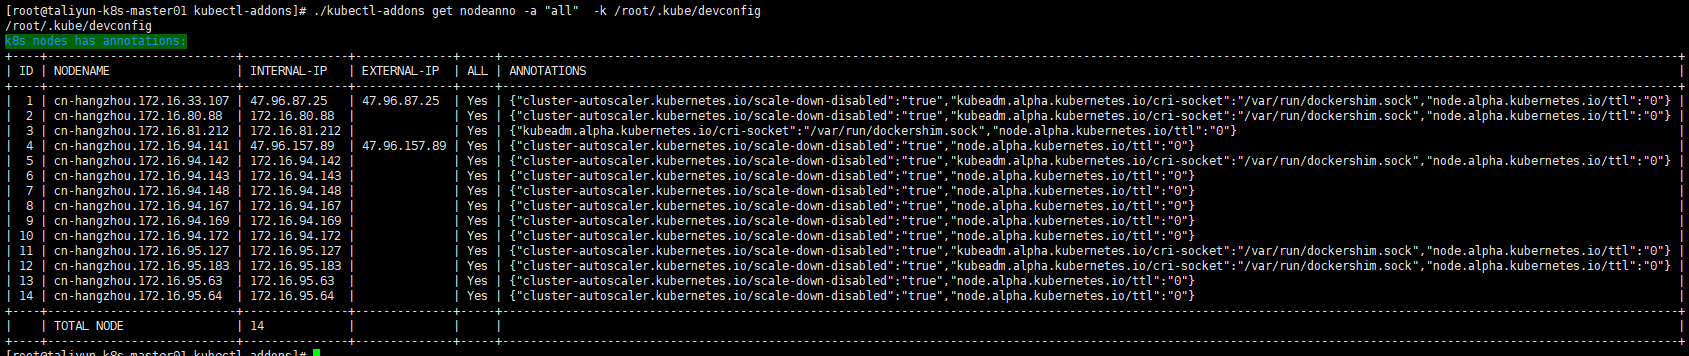 [root@taliyun-k8s-master01 kubectl-addons]# ./kubectl-addons get nodeanno -a "all"  -k /root/.kube/devconfig
/root/.kube/devconfig
k8s nodes has annotations:
| ID | NODENAME | INTERNAL-IP | EXTERNAL-IP | ALL | ANNOTATIONS |
| 1 | cn-hangzhou.172.16.33.107 | 47.96.87.25 | 47.96.87.25 | Yes | {"cluster-autoscaler.kubernetes.io/scale-down-disabled":"true","kubeadm.alpha.kubernetes.io/cri-socket":"/var/run/dockershim.sock","node.alpha.kubernetes.io/ttl":"0"} |
| 2 | cn-hangzhou.172.16.80.88 | 172.16.80.88 | | Yes | {"cluster-autoscaler.kubernetes.io/scale-down-disabled":"true","kubeadm.alpha.kubernetes.io/cri-socket":"/var/run/dockershim.sock","node.alpha.kubernetes.io/ttl":"0"} |
| 3 | cn-hangzhou.172.16.81.212 | 172.16.81.212 | | Yes | {"kubeadm.alpha.kubernetes.io/cri-socket":"/var/run/dockershim.sock","node.alpha.kubernetes.io/ttl":"0"} |
| 4 | cn-hangzhou.172.16.94.141 | 47.96.157.89 | 47.96.157.89 | Yes | {"cluster-autoscaler.kubernetes.io/scale-down-disabled":"true","node.alpha.kubernetes.io/ttl":"0"} |
| 5 | cn-hangzhou.172.16.94.142 | 172.16.94.142 | | Yes | {"cluster-autoscaler.kubernetes.io/scale-down-disabled":"true","kubeadm.alpha.kubernetes.io/cri-socket":"/var/run/dockershim.sock","node.alpha.kubernetes.io/ttl":"0"} |
| 6 | cn-hangzhou.172.16.94.143 | 172.16.94.143 | | Yes | {"cluster-autoscaler.kubernetes.io/scale-down-disabled":"true","node.alpha.kubernetes.io/ttl":"0"} |
| 7 | cn-hangzhou.172.16.94.148 | 172.16.94.148 | | Yes | {"cluster-autoscaler.kubernetes.io/scale-down-disabled":"true","node.alpha.kubernetes.io/ttl":"0"} |
| 8 | cn-hangzhou.172.16.94.167 | 172.16.94.167 | | Yes | {"cluster-autoscaler.kubernetes.io/scale-down-disabled":"true","node.alpha.kubernetes.io/ttl":"0"} |
| 9 | cn-hangzhou.172.16.94.169 | 172.16.94.169 | | Yes | {"cluster-autoscaler.kubernetes.io/scale-down-disabled":"true","node.alpha.kubernetes.io/ttl":"0"} |
| 10 | cn-hangzhou.172.16.94.172 | 172.16.94.172 | | Yes | {"cluster-autoscaler.kubernetes.io/scale-down-disabled":"true","node.alpha.kubernetes.io/ttl":"0"} |
| 11 | cn-hangzhou.172.16.95.127 | 172.16.95.127 | | Yes | {"cluster-autoscaler.kubernetes.io/scale-down-disabled":"true","kubeadm.alpha.kubernetes.io/cri-socket":"/var/run/dockershim.sock","node.alpha.kubernetes.io/ttl":"0"} |
| 12 | cn-hangzhou.172.16.95.183 | 172.16.95.183 | | Yes | {"cluster-autoscaler.kubernetes.io/scale-down-disabled":"true","kubeadm.alpha.kubernetes.io/cri-socket":"/var/run/dockershim.sock","node.alpha.kubernetes.io/ttl":"0"} |
| 13 | cn-hangzhou.172.16.95.63 | 172.16.95.63 | | Yes | {"cluster-autoscaler.kubernetes.io/scale-down-disabled":"true","node.alpha.kubernetes.io/ttl":"0"} |
| 14 | cn-hangzhou.172.16.95.64 | 172.16.95.64 | | Yes | {"cluster-autoscaler.kubernetes.io/scale-down-disabled":"true","node.alpha.kubernetes.io/ttl":"0"} |
| | TOTAL NODE | 14 | | | |
[root@taliyun-k8s-master01 kubectl-addons]#